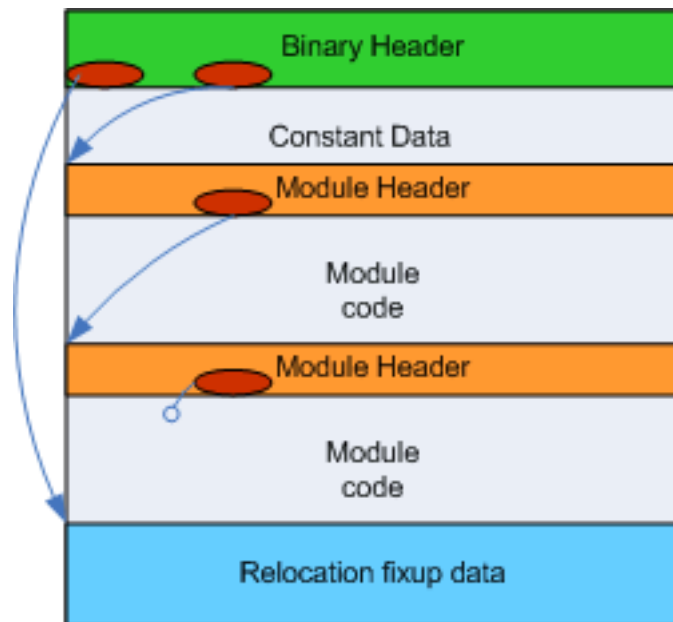 Binary Header
Constant Data
Module Header
Module
code
Module Header
Module
code
Relocation fixup data